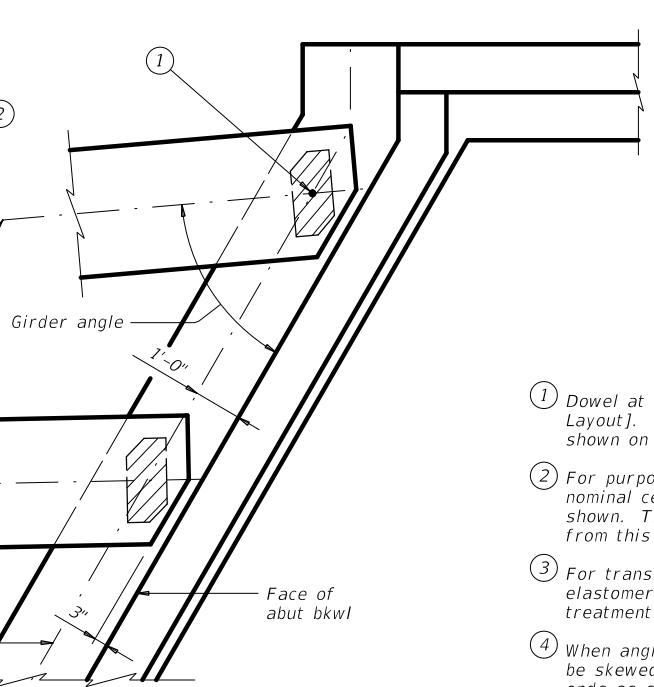 1
2
Girder angle
1'-0"
3"
Face of
abut bkwl
1 Dowel at
Layout].
shown on
2 For purpo
nominal ce
shown. T
from this
3 For trans
elastomer
treatment
4 When angl
be skewed